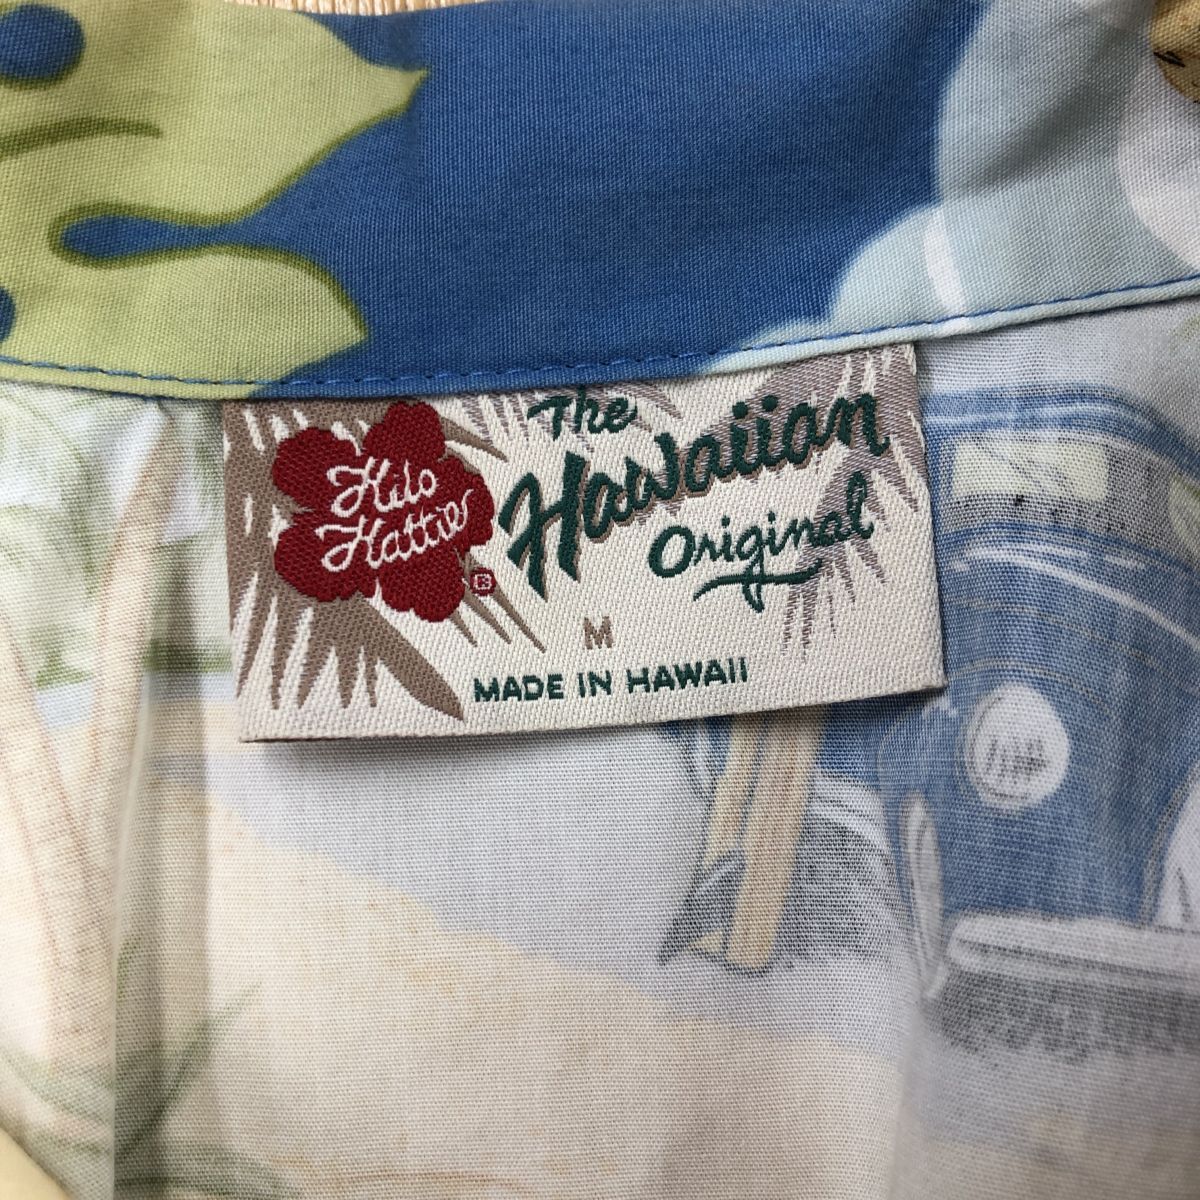 Hilo
Hattie
®
The
Hawaiian
Original
M
MADE IN HAWAII